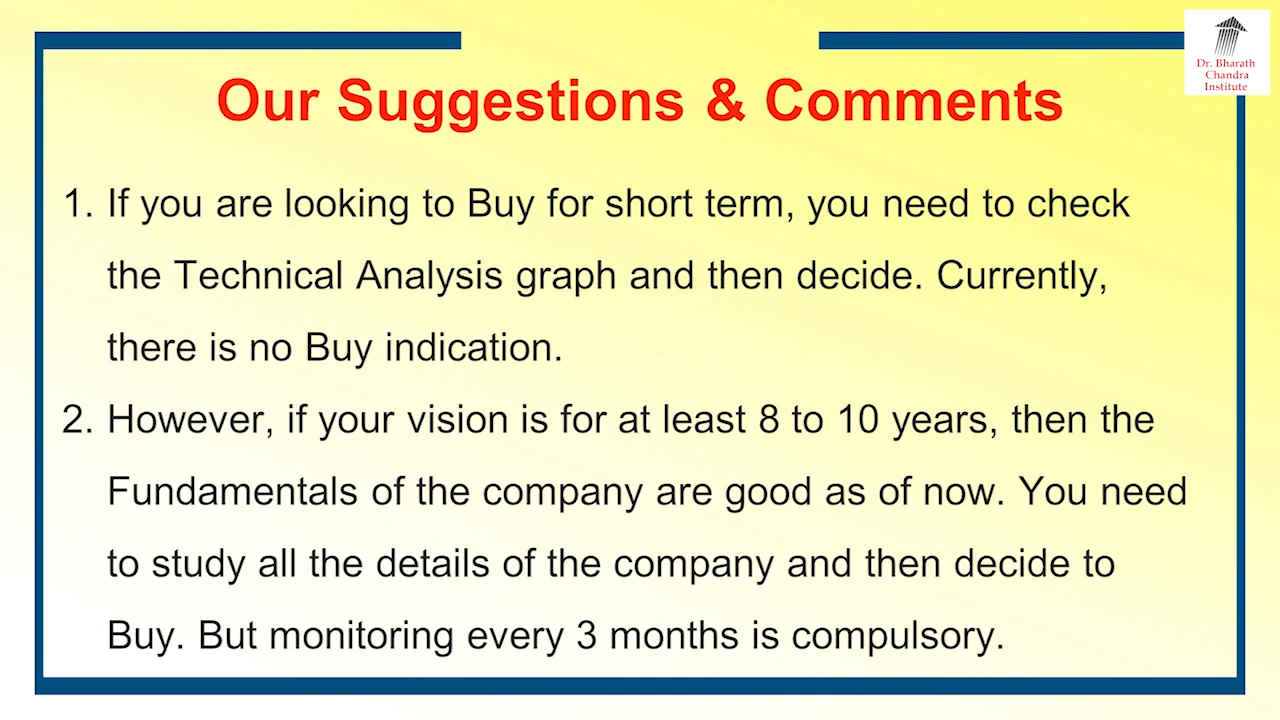 Dr. Bharath
Chandra
Institute
Our Suggestions & Comments
1. If you are looking to Buy for short term, you need to check
the Technical Analysis graph and then decide. Currently,
there is no Buy indication.
2. However, if your vision is for at least 8 to 10 years, then the
Fundamentals of the company are good as of now. You need
to study all the details of the company and then decide to
Buy. But monitoring every 3 months is compulsory.